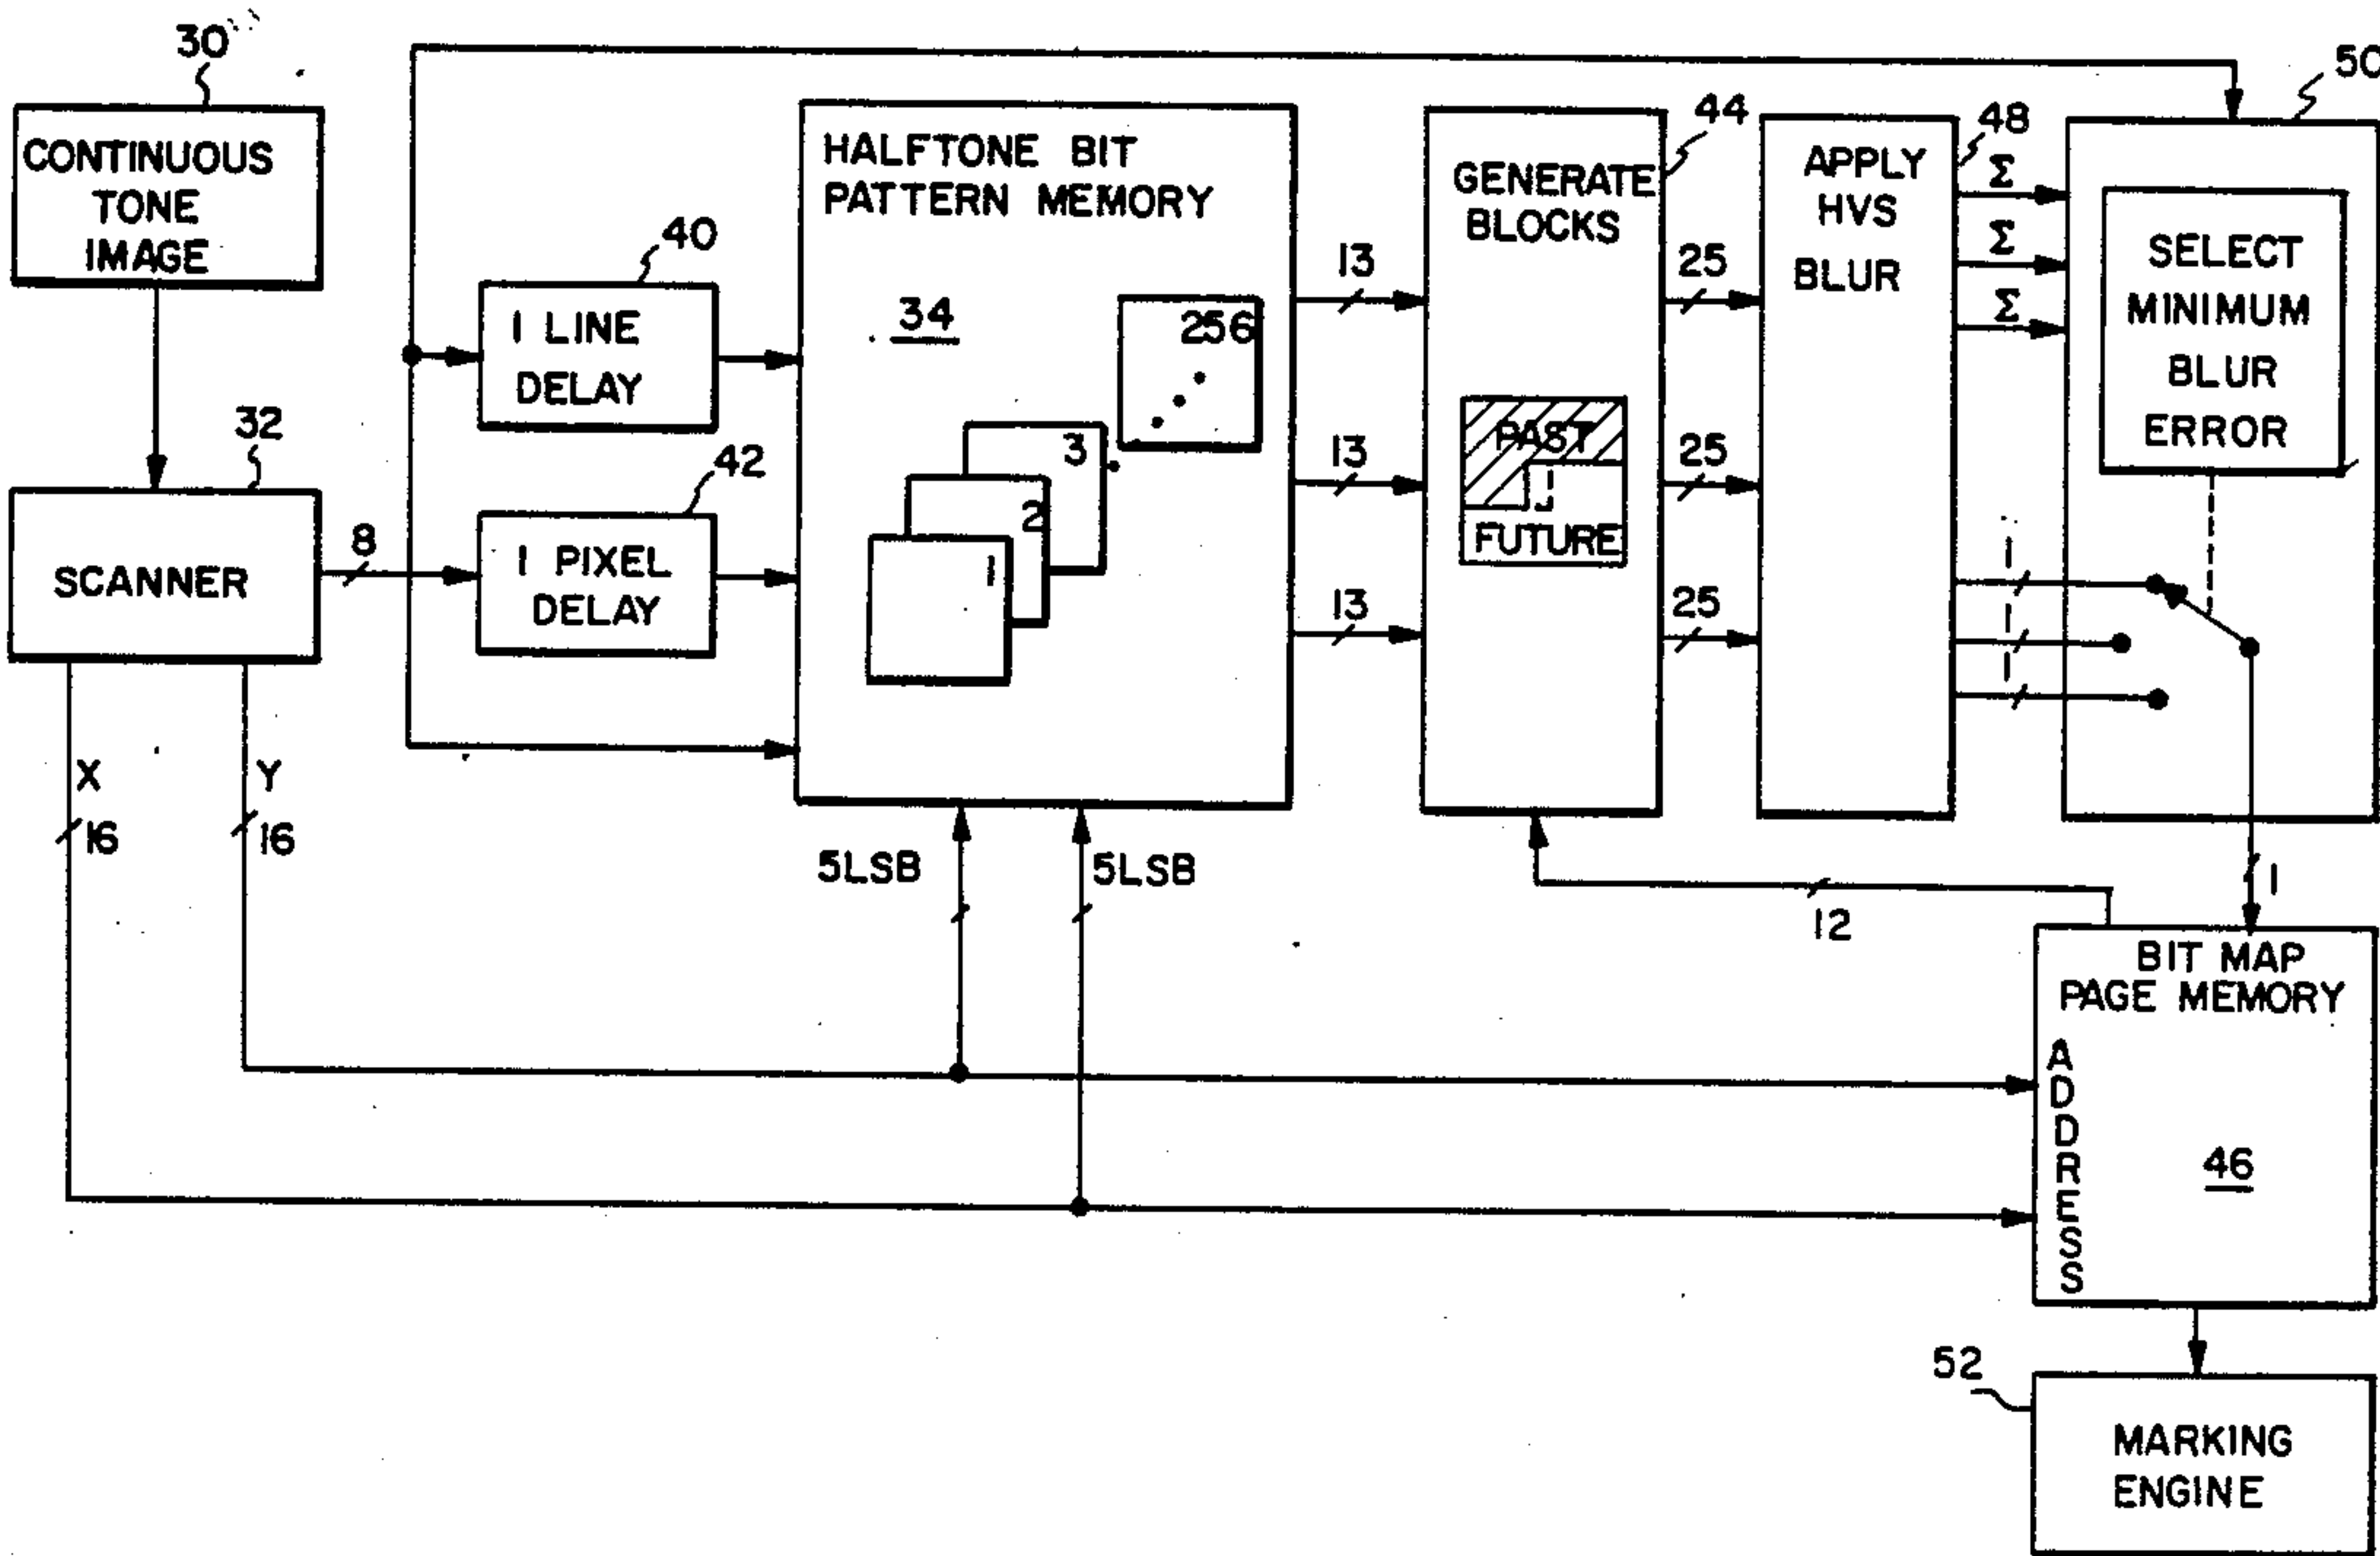 30
CONTINUOUS
TONE
IMAGE
32
SCANNER
8
X
16
Y
16
40
1 LINE
DELAY
42
1 PIXEL
DELAY
HALFTONE BIT
PATTERN MEMORY
34
256
3
2
1
5LSB
5LSB
13
13
13
44
GENERATE
BLOCKS
PAST
FUTURE
25
25
25
48
APPLY
HVS
BLUR
Σ
Σ
Σ
1
1
1
50
SELECT
MINIMUM
BLUR
ERROR
1
12
BIT MAP
PAGE MEMORY
ADDRESS
46
52
MARKING
ENGINE